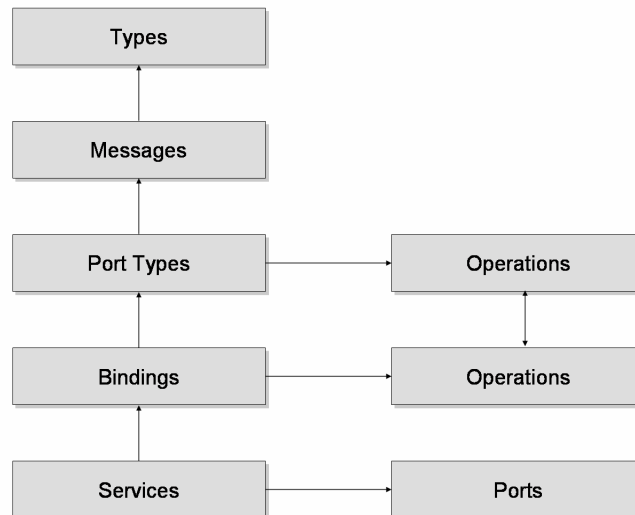 Types
Messages
Port Types
Operations
Bindings
Operations
Services
Ports